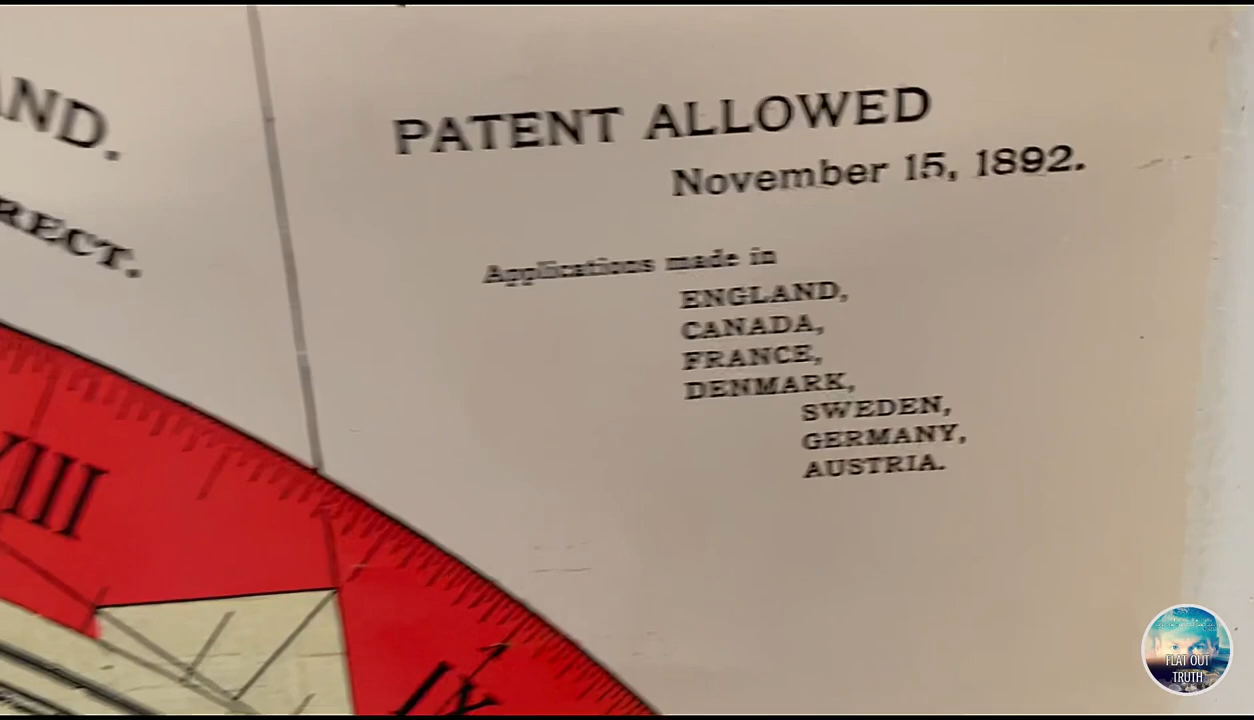 AND.
RECT.
PATENT ALLOWED
November 15, 1892.
Applications made in
ENGLAND,
CANADA,
FRANCE,
DENMARK,
SWEDEN,
GERMANY,
AUSTRIA.
VIII
IX
FLAT OUT
TRUTH